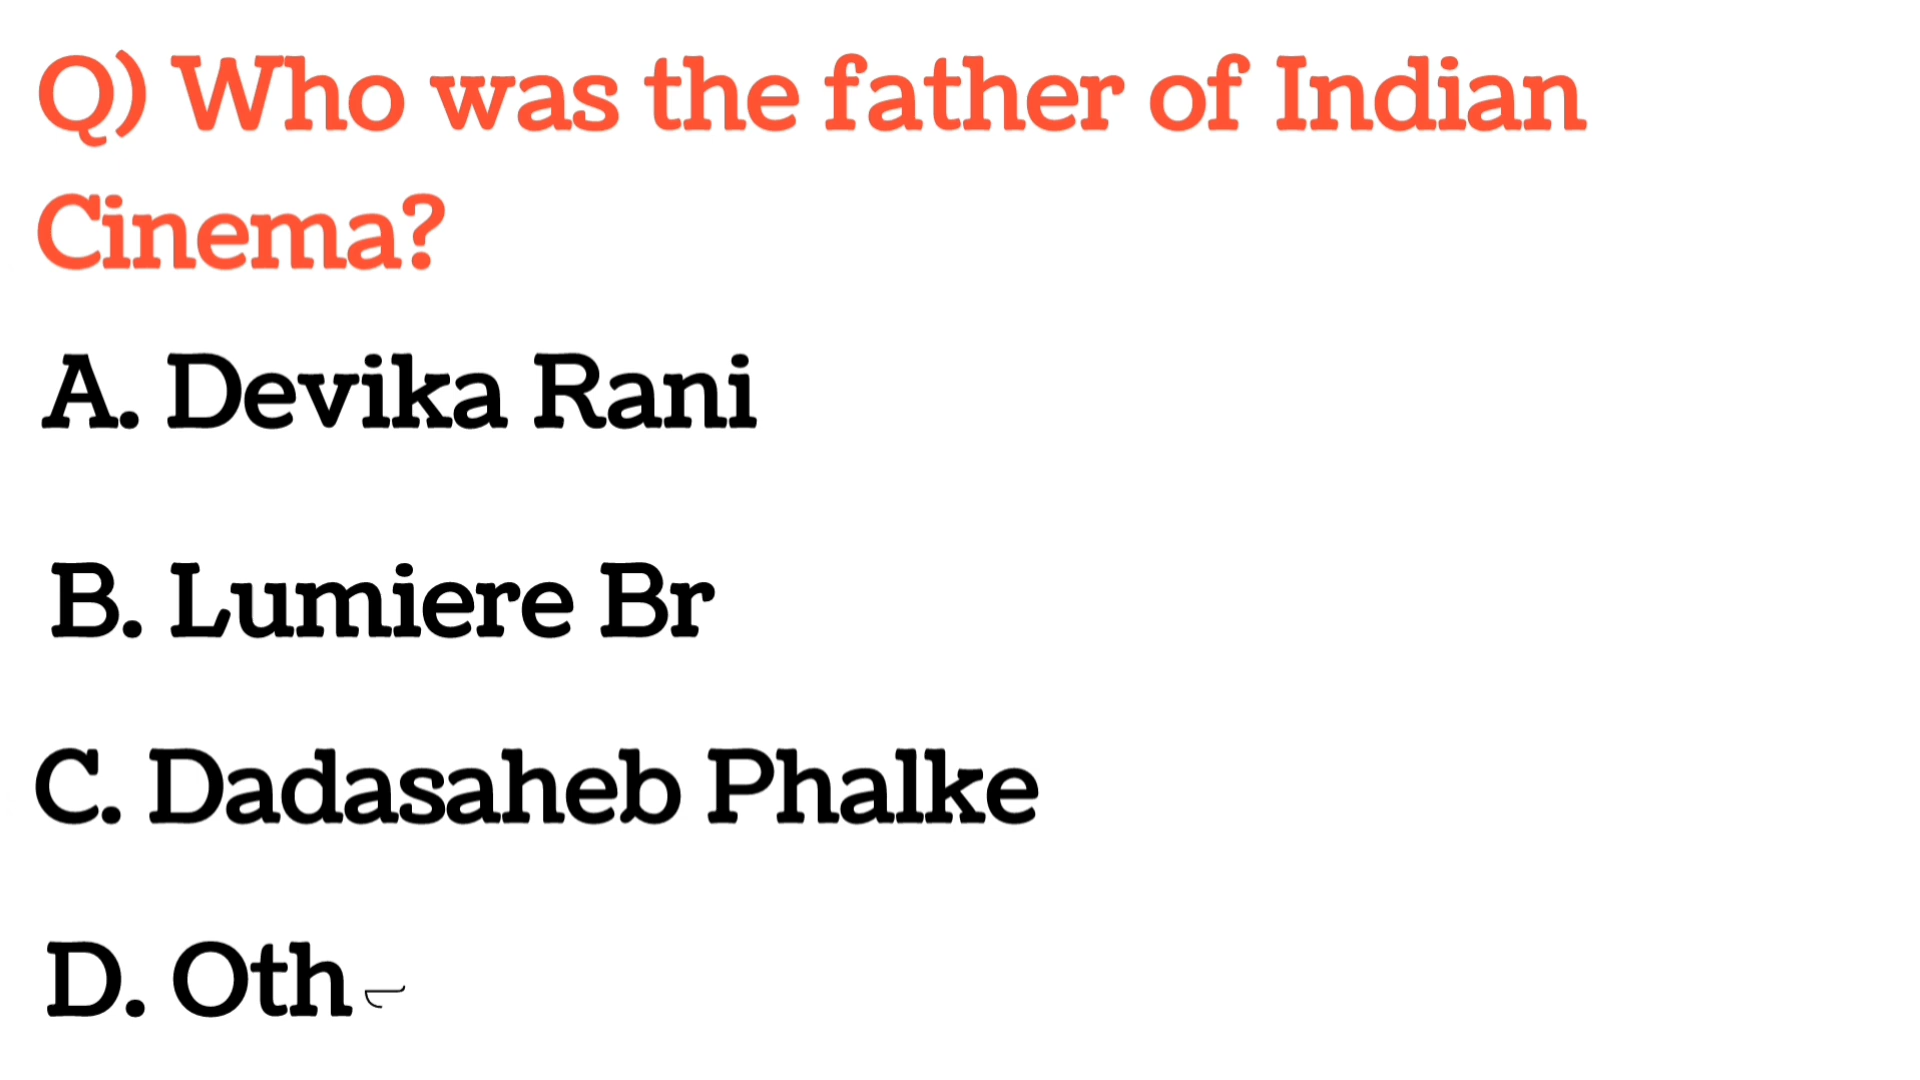 Q) Who was the father of Indian
Cinema?
A. Devika Rani
B. Lumiere Br
C. Dadasaheb Phalke
D. Oth